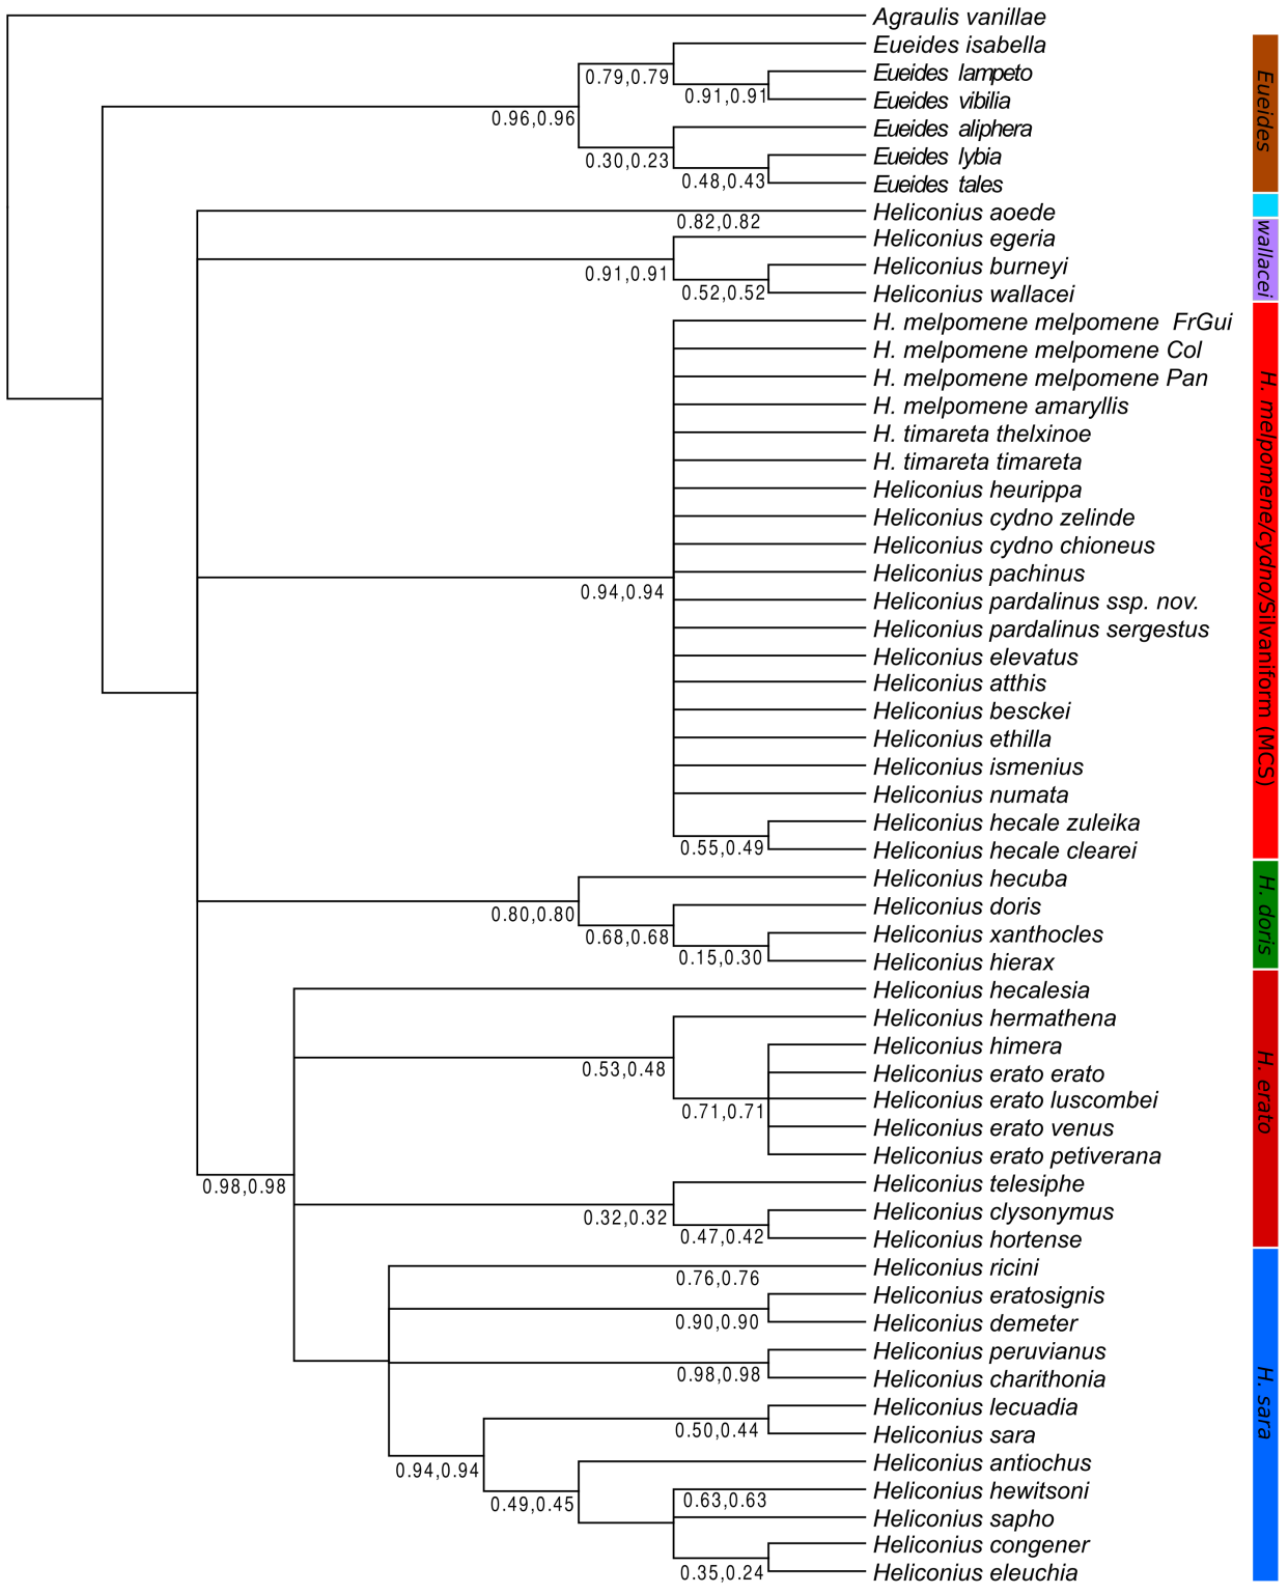 Agraulis vanillae
Eueides isabella
0.79,0.79
Eueides lampeto
0.91,0.91
Eueides vibilia
0.96,0.96
Eueides aliphera
0.30,0.23
Eueides lybia
0.48,0.43
Eueides tales
Eueides
Heliconius aoede
0.82,0.82
Heliconius egeria
0.91,0.91
Heliconius burneyi
0.52,0.52
Heliconius wallacei
wallacei
H. melpomene melpomene FrGui
H. melpomene melpomene Col
H. melpomene melpomene Pan
H. melpomene amaryllis
H. timareta thelxinoe
H. timareta timareta
Heliconius heurippa
Heliconius cydno zelinde
Heliconius cydno chioneus
Heliconius pachinus
0.94,0.94
Heliconius pardalinus ssp. nov.
Heliconius pardalinus sergestus
Heliconius elevatus
Heliconius atthis
Heliconius besckei
Heliconius ethilla
Heliconius ismenius
Heliconius numata
Heliconius hecale zuleika
0.55,0.49
Heliconius hecale clearei
H. melpomene/cydno/Silvaniform (MCS)
Heliconius hecuba
0.80,0.80
Heliconius doris
0.68,0.68
Heliconius xanthocles
0.15,0.30
Heliconius hierax
H. doris
Heliconius hecalesia
Heliconius hermathena
0.53,0.48
Heliconius himera
Heliconius erato erato
Heliconius erato luscombei
0.71,0.71
Heliconius erato venus
Heliconius erato petiverana
0.98,0.98
Heliconius telesiphe
0.32,0.32
Heliconius clysonymus
0.47,0.42
Heliconius hortense
H. erato
Heliconius ricini
0.76,0.76
Heliconius eratosignis
0.90,0.90
Heliconius demeter
Heliconius peruvianus
0.98,0.98
Heliconius charithonia
Heliconius lecuadia
0.50,0.44
Heliconius sara
0.94,0.94
Heliconius antiochus
0.49,0.45
Heliconius hewitsoni
0.63,0.63
Heliconius sapho
Heliconius congener
0.35,0.24
Heliconius eleuchia
H. sara